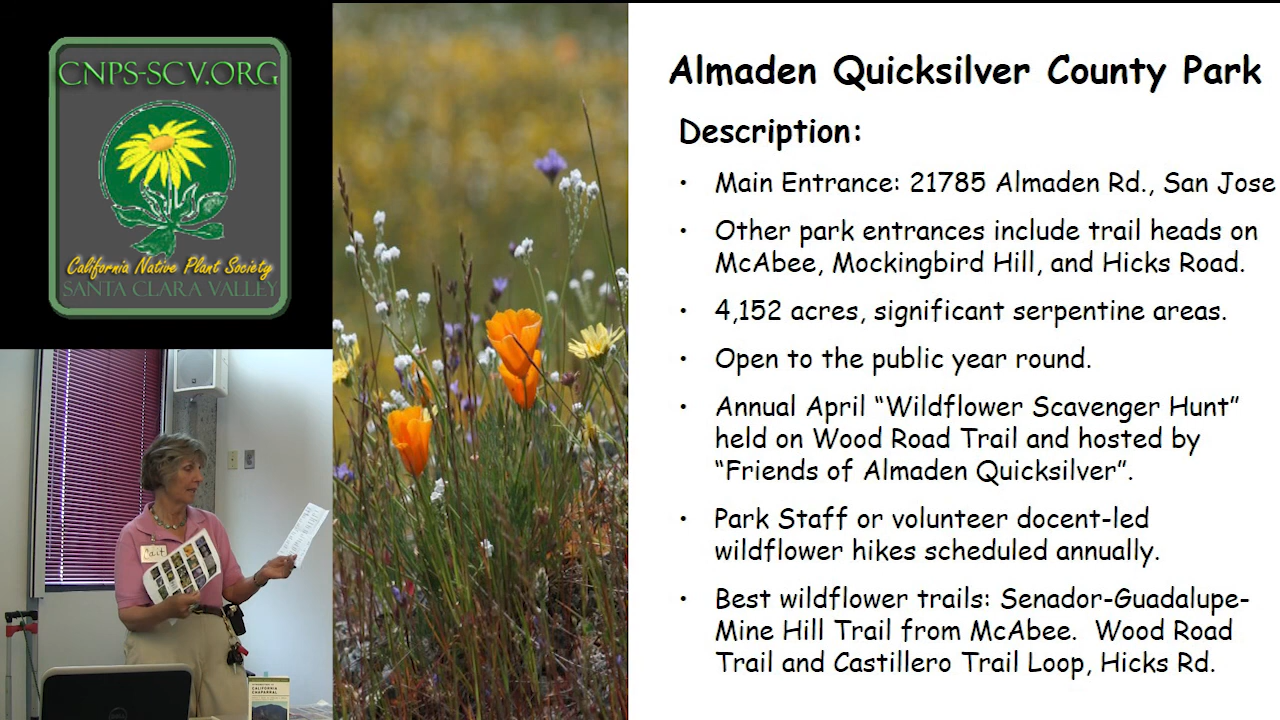 CNPS-SCV.ORG
California Native Plant Society
SANTA CLARA VALLEY
Almaden Quicksilver County Park
Description:
• Main Entrance: 21785 Almaden Rd., San Jose
• Other park entrances include trail heads on
McAbee, Mockingbird Hill, and Hicks Road.
• 4,152 acres, significant serpentine areas.
• Open to the public year round.
• Annual April “Wildflower Scavenger Hunt”
held on Wood Road Trail and hosted by
“Friends of Almaden Quicksilver”.
• Park Staff or volunteer docent-led
wildflower hikes scheduled annually.
• Best wildflower trails: Senador-Guadalupe-
Mine Hill Trail from McAbee.  Wood Road
Trail and Castillero Trail Loop, Hicks Rd.
Cait
CALIFORNIA
CHAPARRAL